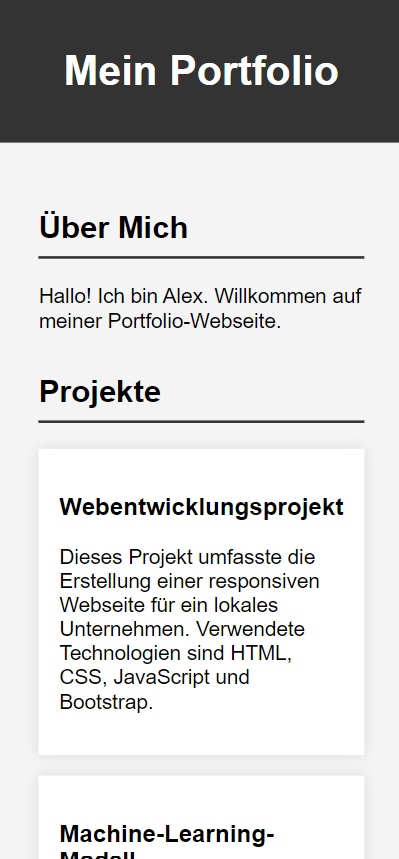 Mein Portfolio
Über Mich
Hallo! Ich bin Alex. Willkommen auf
meiner Portfolio-Webseite.
Projekte
Webentwicklungsprojekt
Dieses Projekt umfasste die
Erstellung einer responsiven
Webseite für ein lokales
Unternehmen. Verwendete
Technologien sind HTML,
CSS, JavaScript und
Bootstrap.
Machine-Learning-
Modell